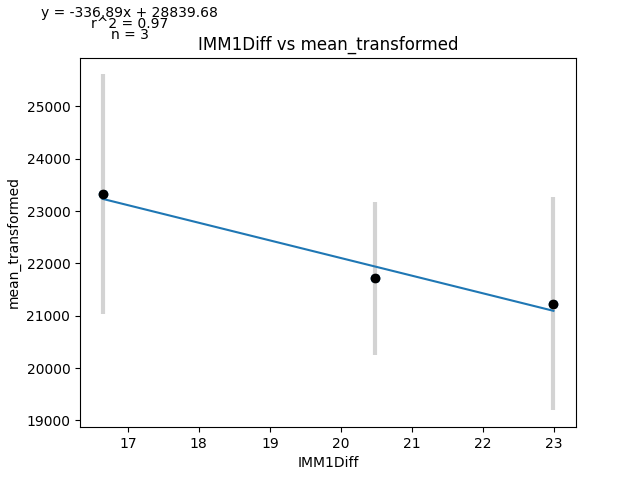 y = -336.89x + 28839.68
r^2 = 0.97
n = 3
IMM1Diff vs mean_transformed
25000
24000
23000
22000
21000
20000
19000
mean_transformed
17 18 19 20 21 22 23
IMM1Diff